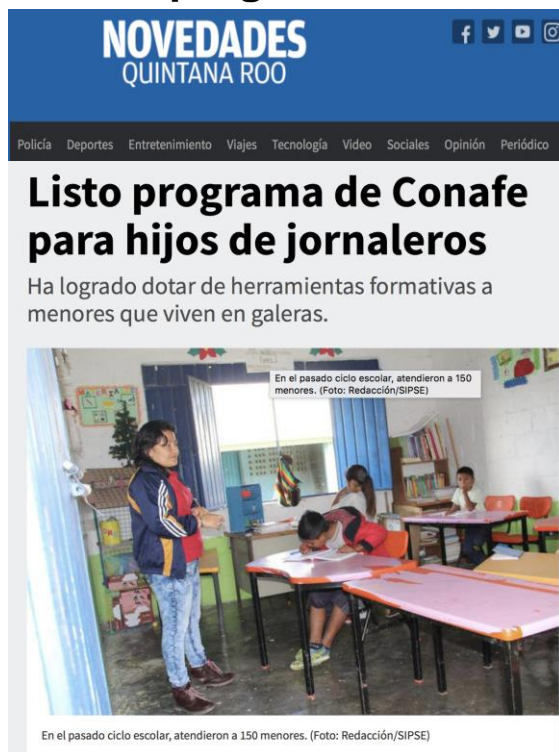 NOVEDADES
QUINTANA ROO
Policía Deportes Entretenimiento Viajes Tecnología Video Sociales Opinión Periódico
Listo programa de Conafe
para hijos de jornaleros
Ha logrado dotar de herramientas formativas a
menores que viven en galeras.
En el pasado ciclo escolar, atendieron a 150
menores. (Foto: Redacción/SIPSE)
En el pasado ciclo escolar, atendieron a 150 menores. (Foto: Redacción/SIPSE)